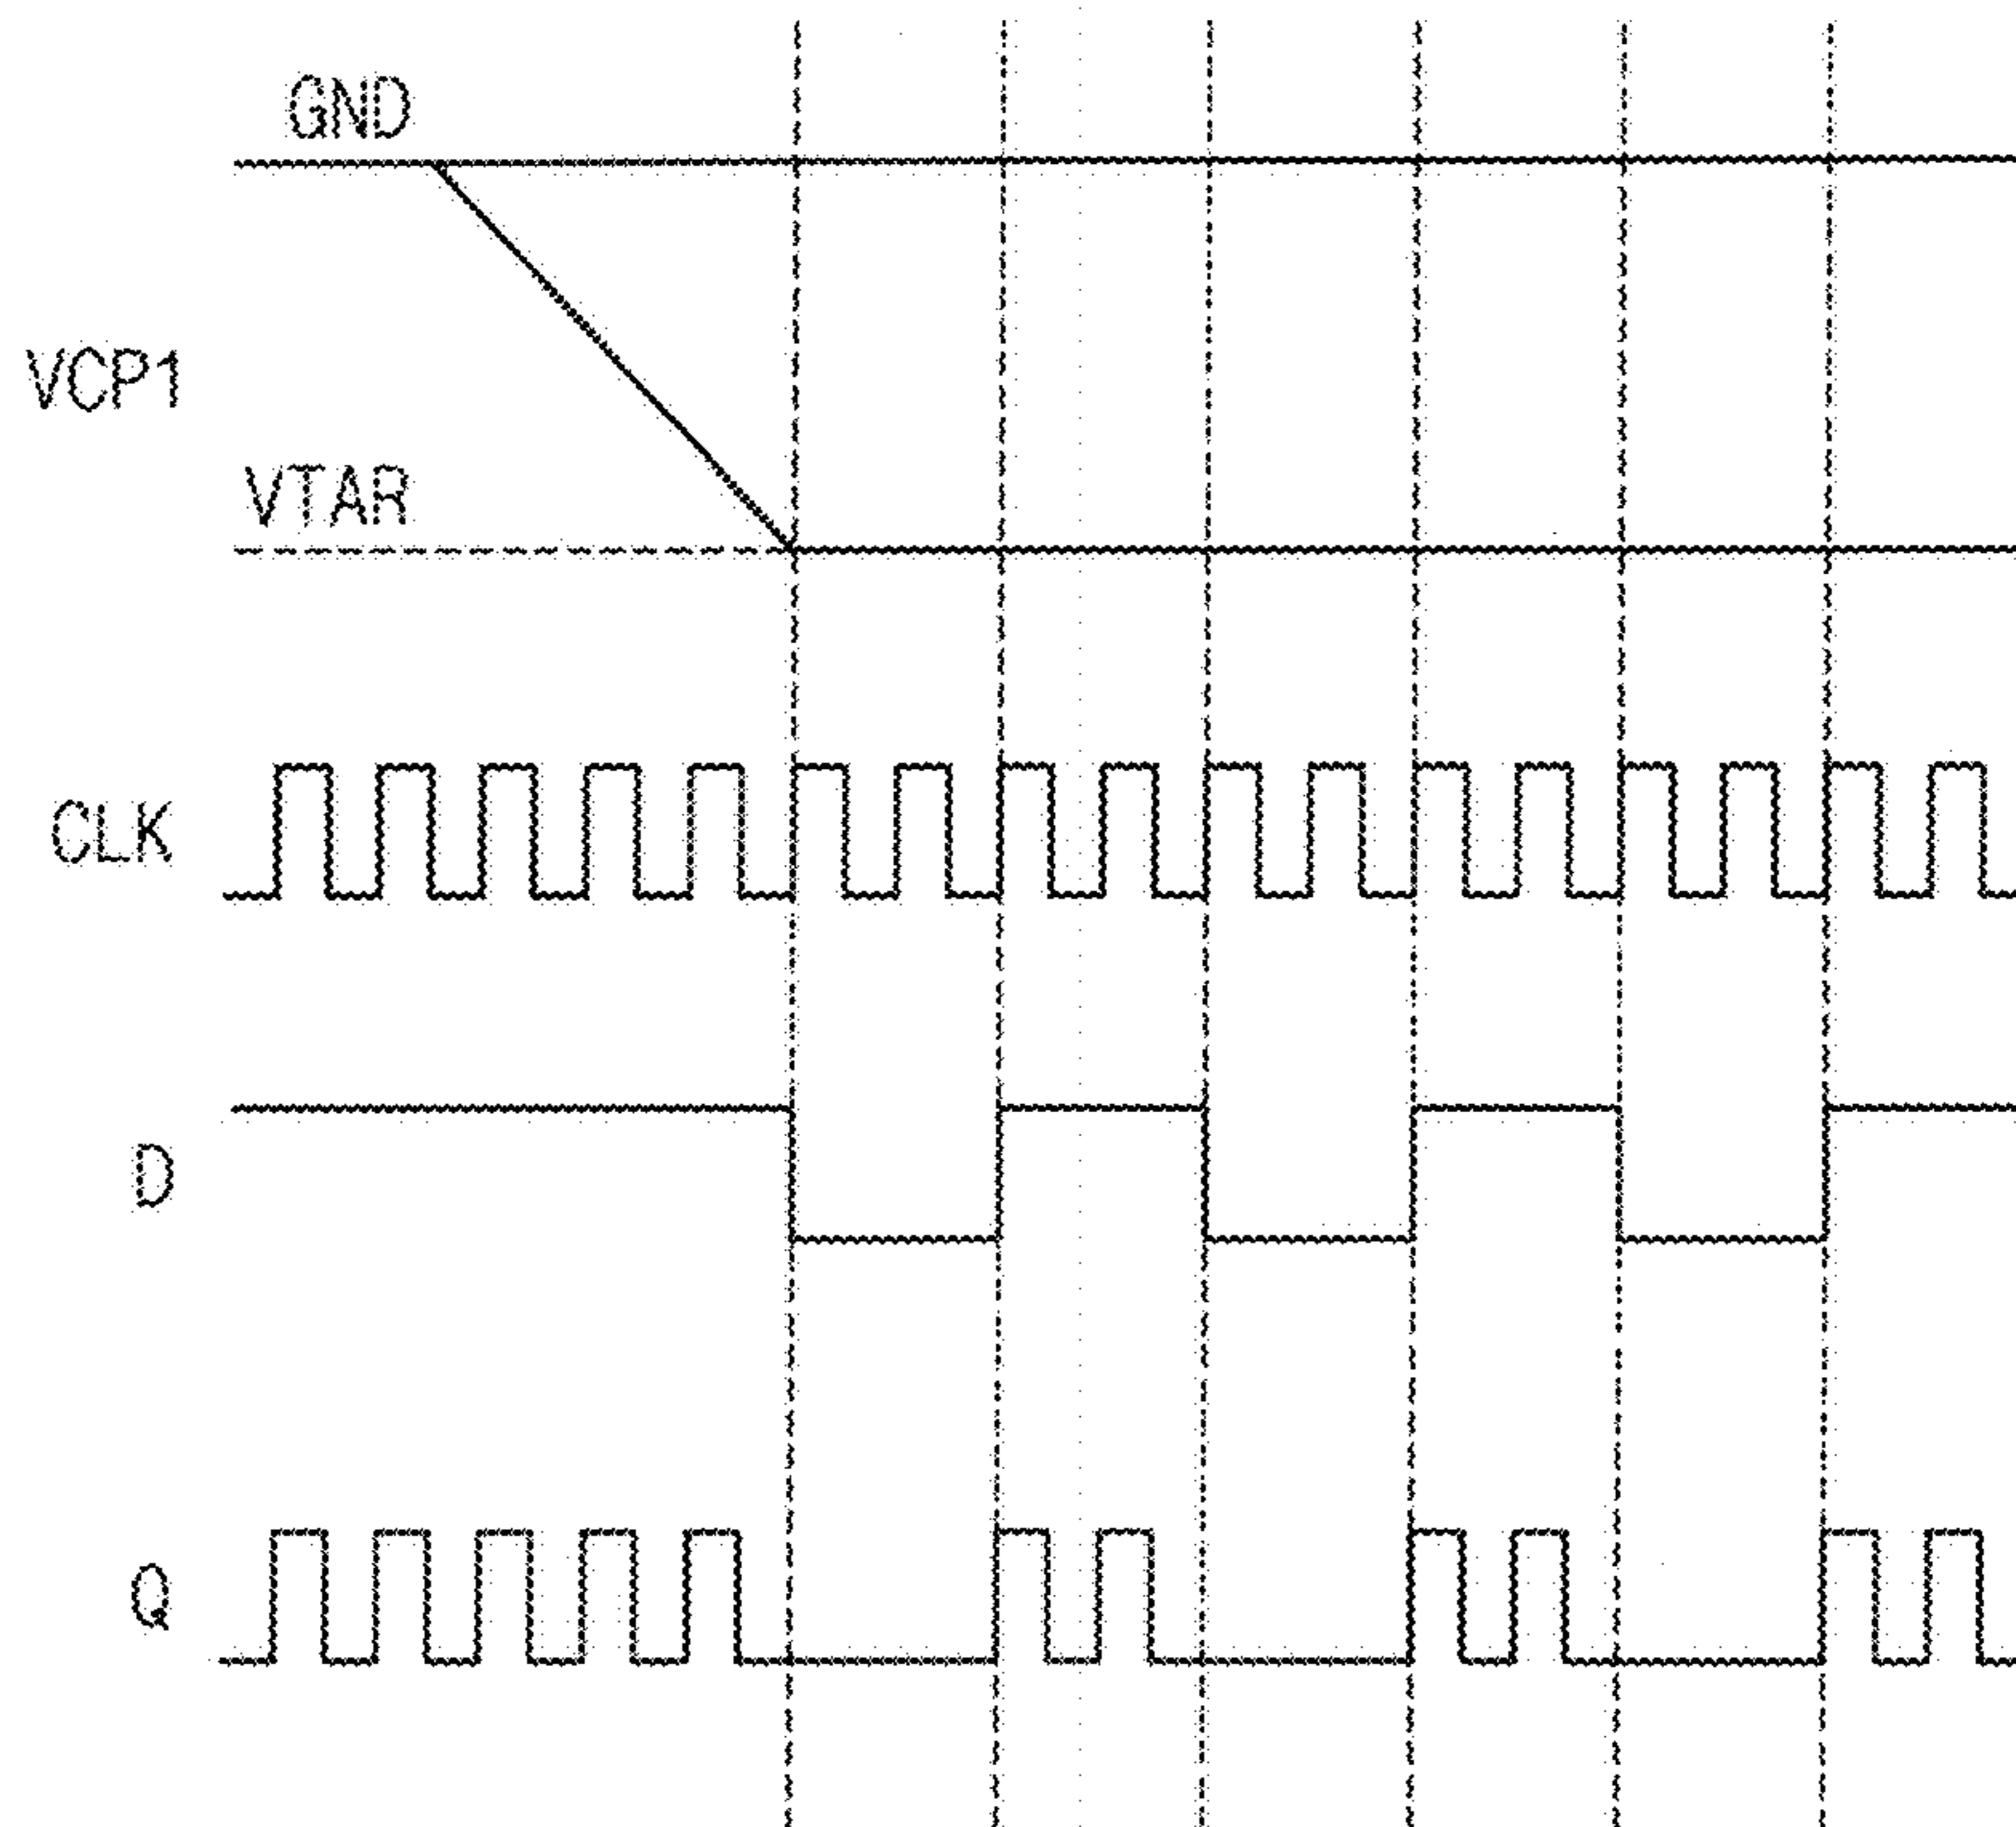 GND
VCP1
VTAR
CLK
D
Q